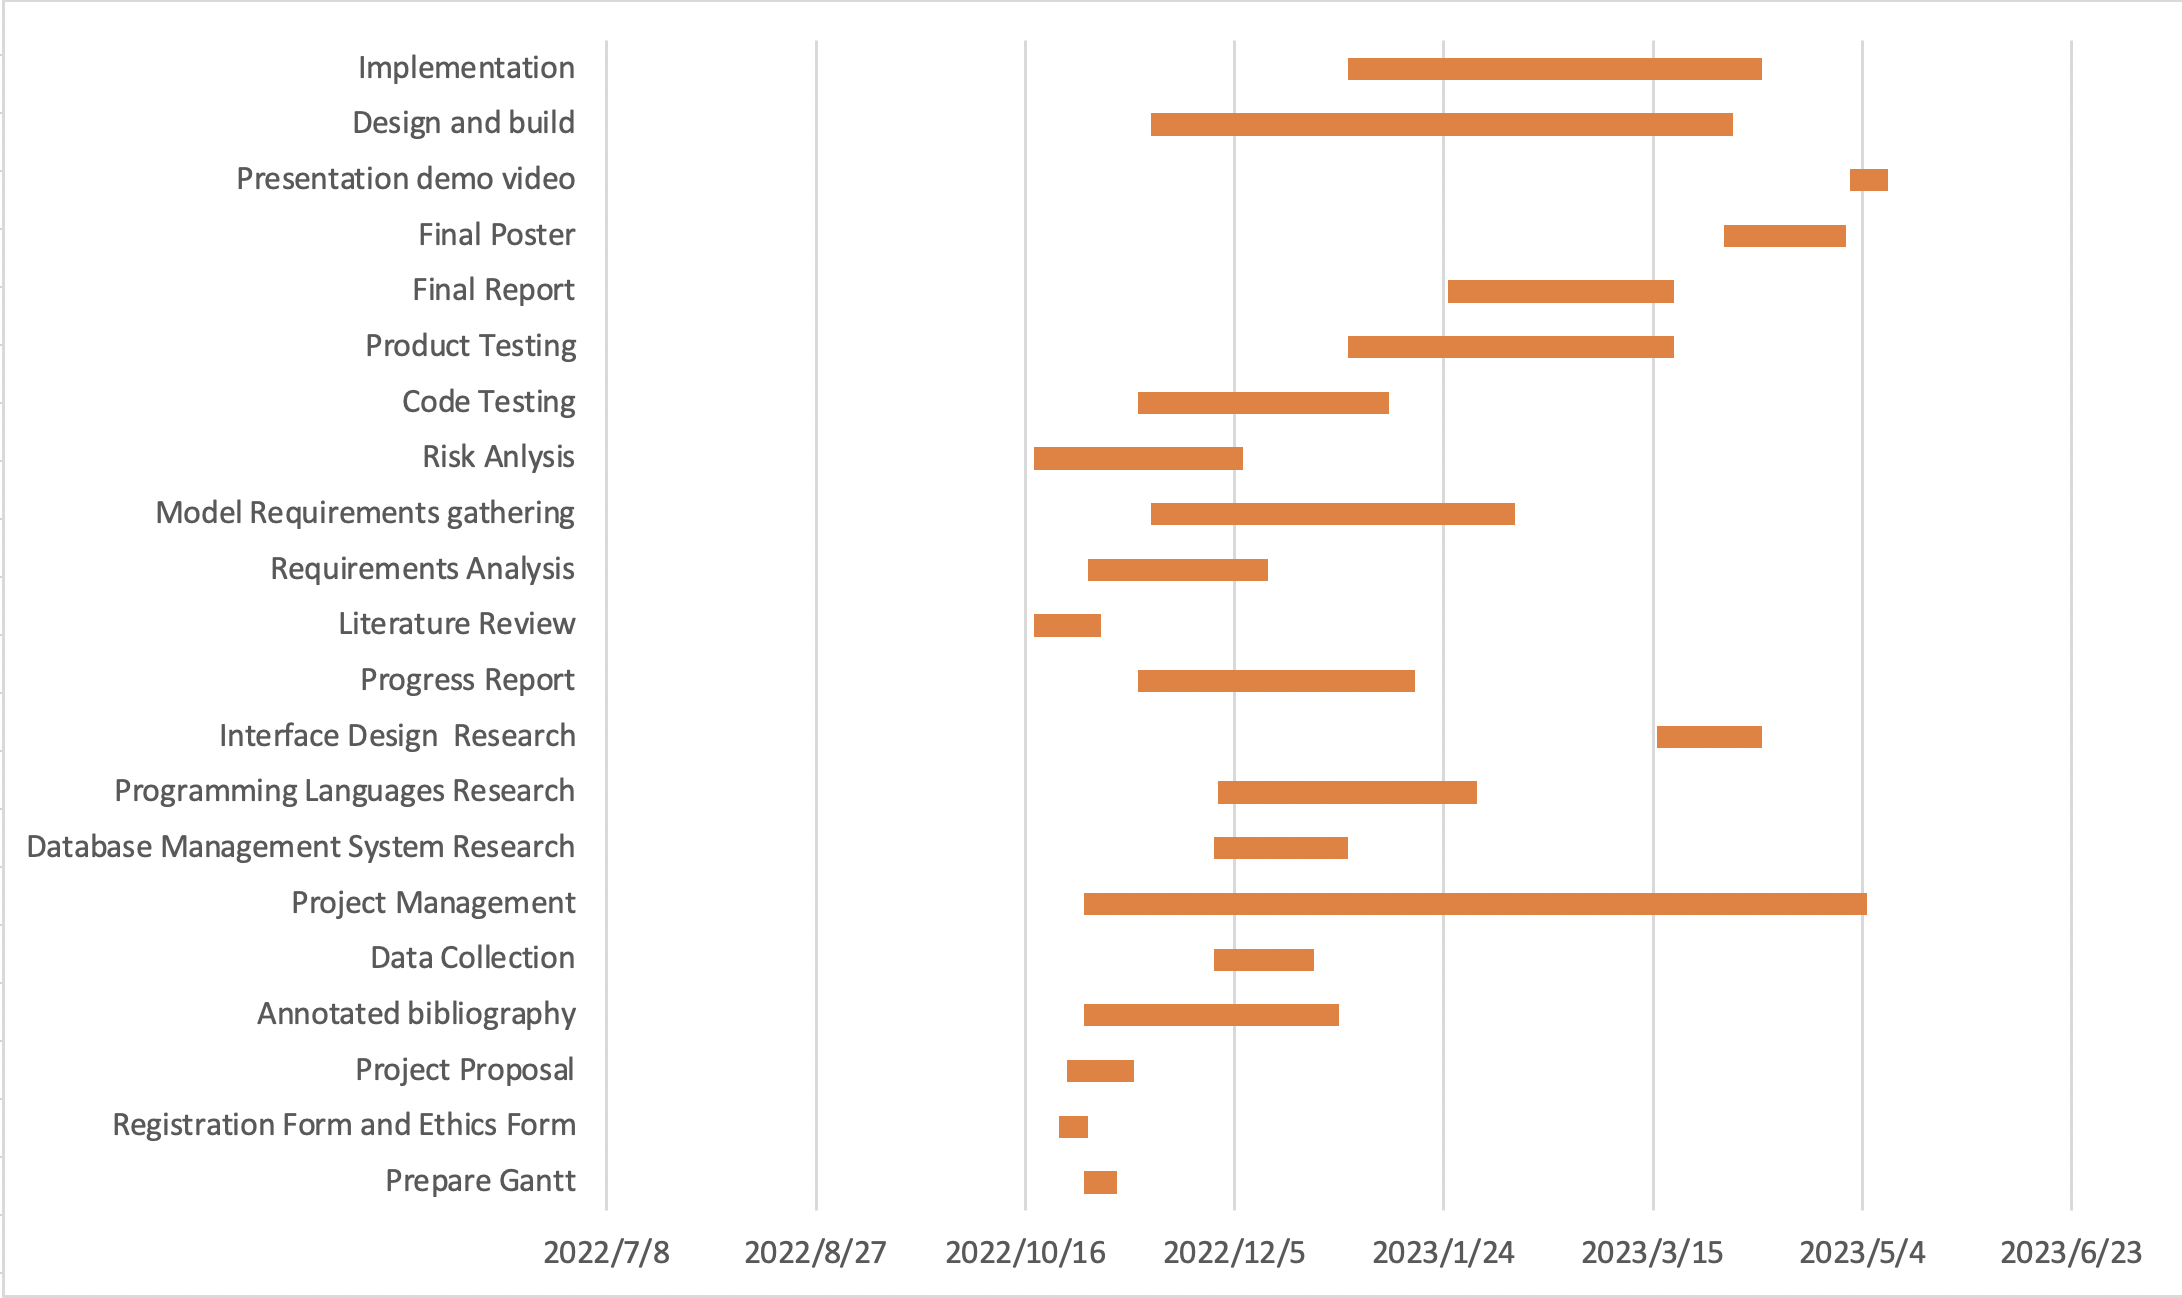 Implementation
Design and build
Presentation demo video
Final Poster
Final Report
Product Testing
Code Testing
Risk Anlysis
Model Requirements gathering
Requirements Analysis
Literature Review
Progress Report
Interface Design  Research
Programming Languages Research
Database Management System Research
Project Management
Data Collection
Annotated bibliography
Project Proposal
Registration Form and Ethics Form
Prepare Gantt
2022/7/8 2022/8/27 2022/10/16 2022/12/5 2023/1/24 2023/3/15 2023/5/4 2023/6/23